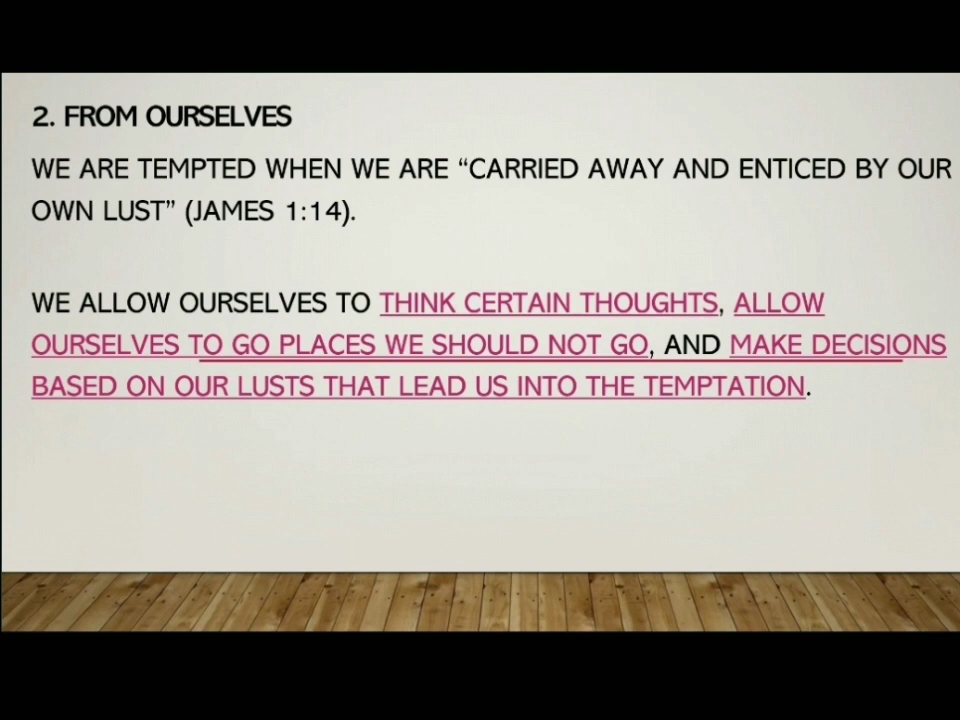 2. FROM OURSELVES
WE ARE TEMPTED WHEN WE ARE “CARRIED AWAY AND ENTICED BY OUR
OWN LUST” (JAMES 1:14).
WE ALLOW OURSELVES TO THINK CERTAIN THOUGHTS, ALLOW
OURSELVES TO GO PLACES WE SHOULD NOT GO, AND MAKE DECISIONS
BASED ON OUR LUSTS THAT LEAD US INTO THE TEMPTATION.